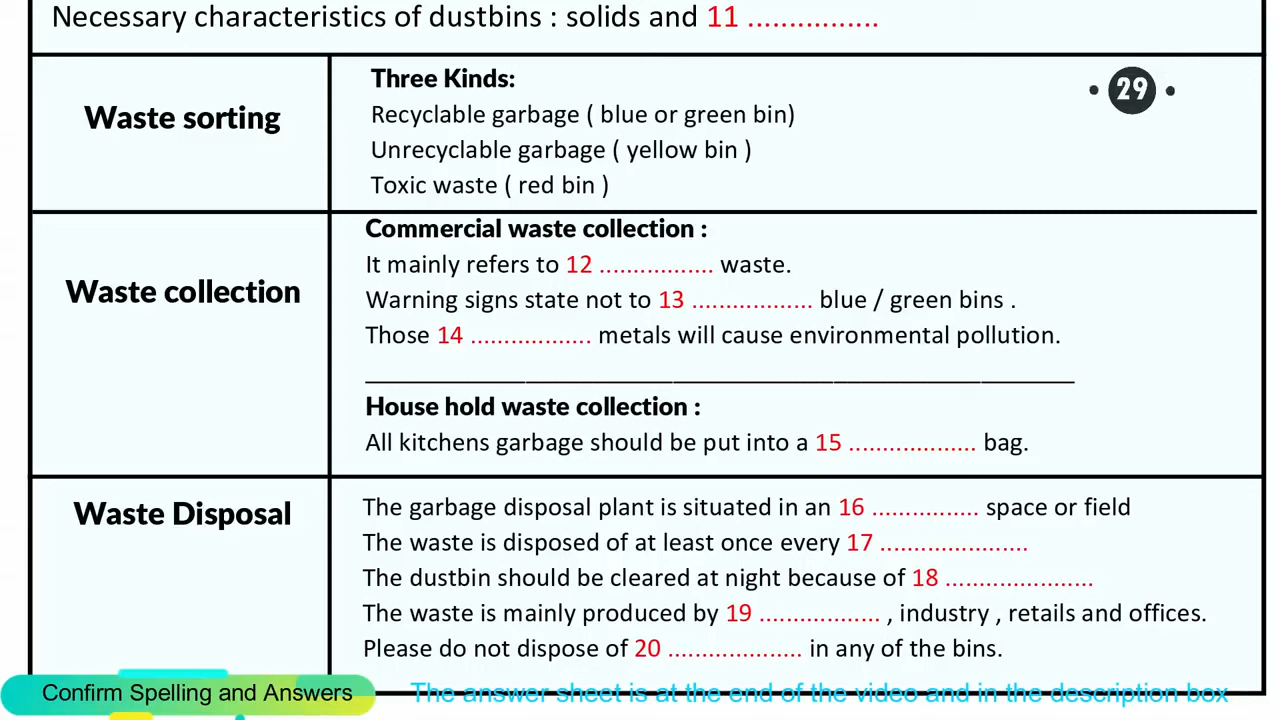 Necessary characteristics of dustbins : solids and 11 ................
Waste sorting
Three Kinds:
29
Recyclable garbage ( blue or green bin)
Unrecyclable garbage ( yellow bin )
Toxic waste ( red bin )
Waste collection
Commercial waste collection :
It mainly refers to 12 ................. waste.
Warning signs state not to 13 .................. blue / green bins .
Those 14 .................. metals will cause environmental pollution.
House hold waste collection :
All kitchens garbage should be put into a 15 ................... bag.
Waste Disposal
The garbage disposal plant is situated in an 16 ................ space or field
The waste is disposed of at least once every 17 ......................
The dustbin should be cleared at night because of 18 ......................
The waste is mainly produced by 19 .................. , industry , retails and offices.
Please do not dispose of 20 .................... in any of the bins.
Confirm Spelling and Answers
The answer sheet is at the end of the video and in the description box